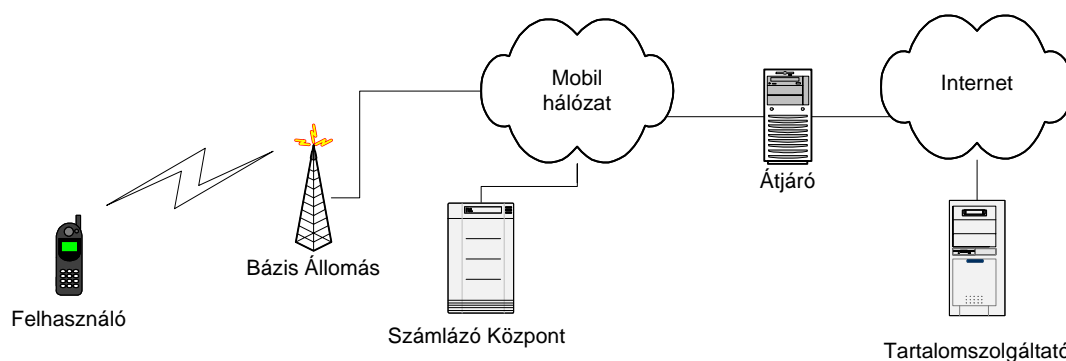 Mobil
hálózat
Internet
Átjáró
Bázis Állomás
Felhasználó
Számlázó Központ
Tartalomszolgáltató